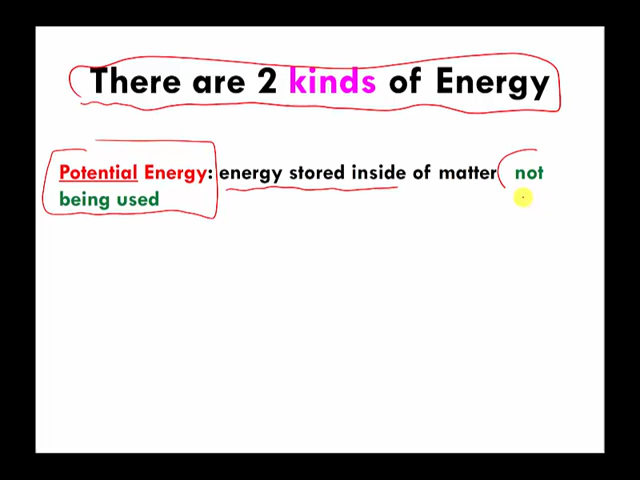 There are 2 kinds of Energy
Potential Energy: energy stored inside of matter not
being used